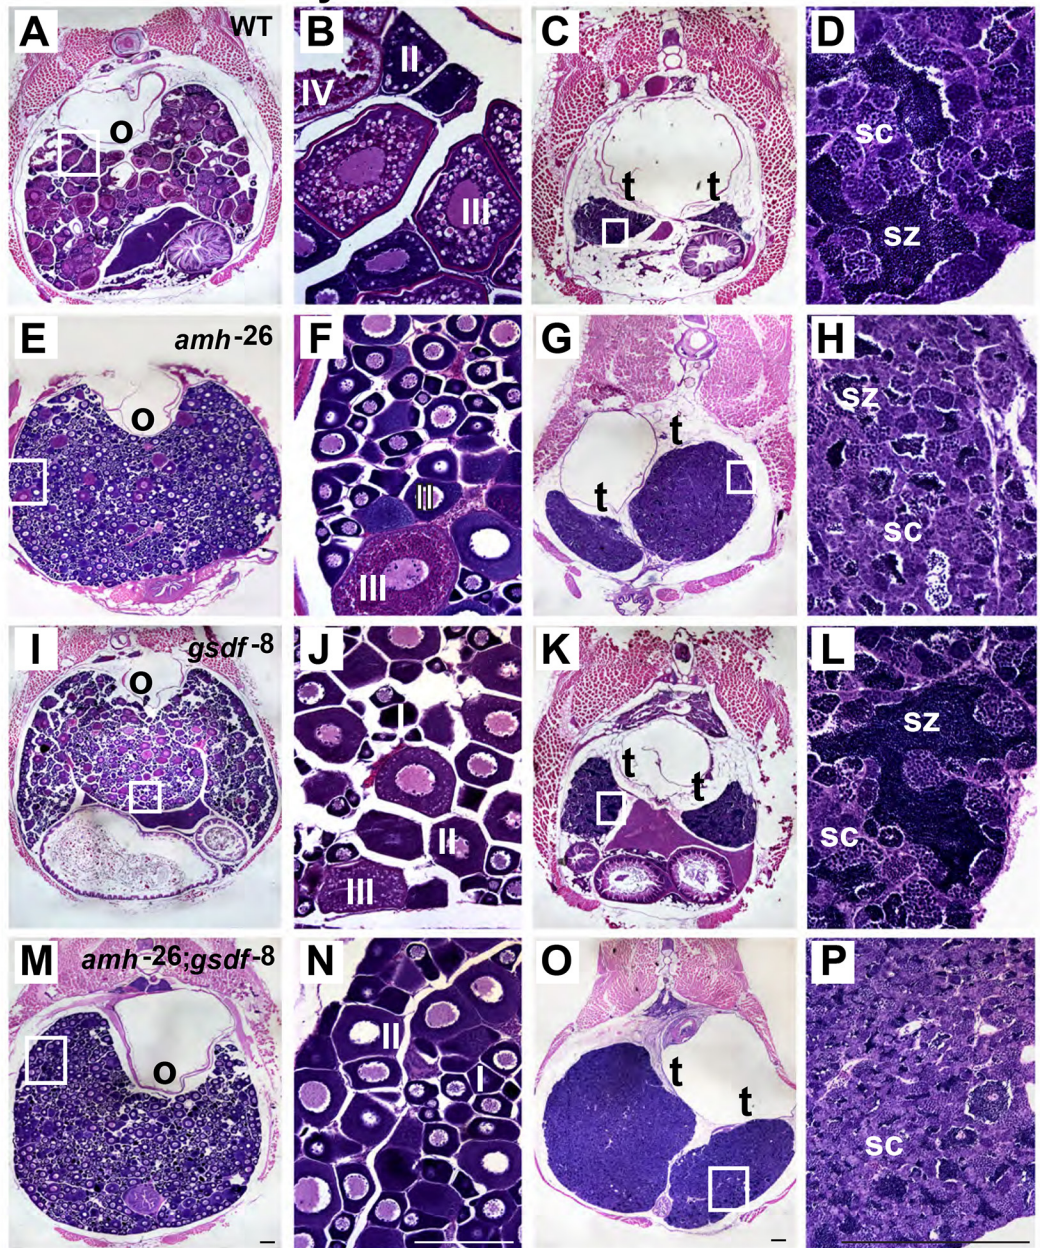 A WT B II IV III C t t D sc sz
E amh-26 o F II III G t t H sz sc
I gsdf-8 o J I II III K t t L sz sc
M amh-26;gsdf-8 o N II I O t t P sc
o